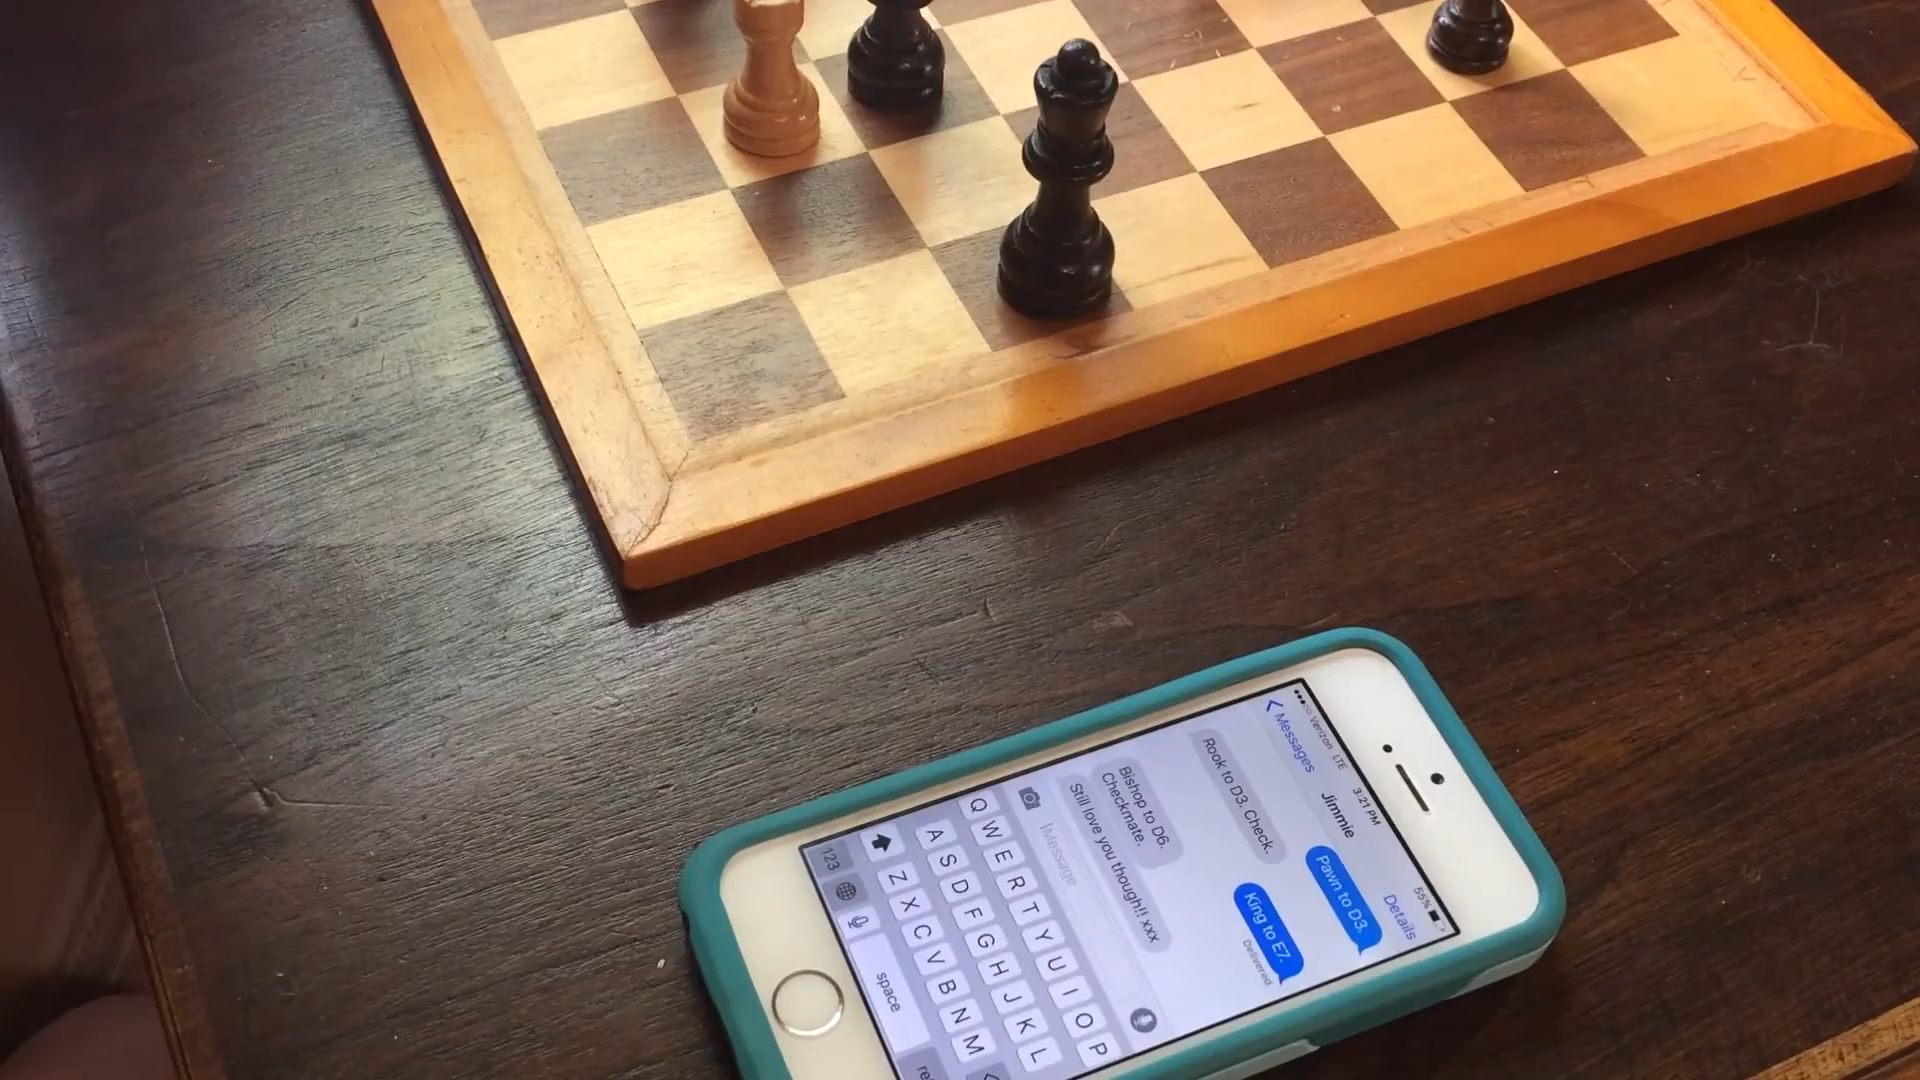 Verizon LTE 3:21 PM 55%
Messages Jimmie Details
Pawn to D3.
Rook to D3. Check.
King to E7.
Delivered
Bishop to D6.
Checkmate.
Still love you though!! xxx
iMessage
Q W E R T Y U I O P
A S D F G H J K L
Z X C V B N M
123 space